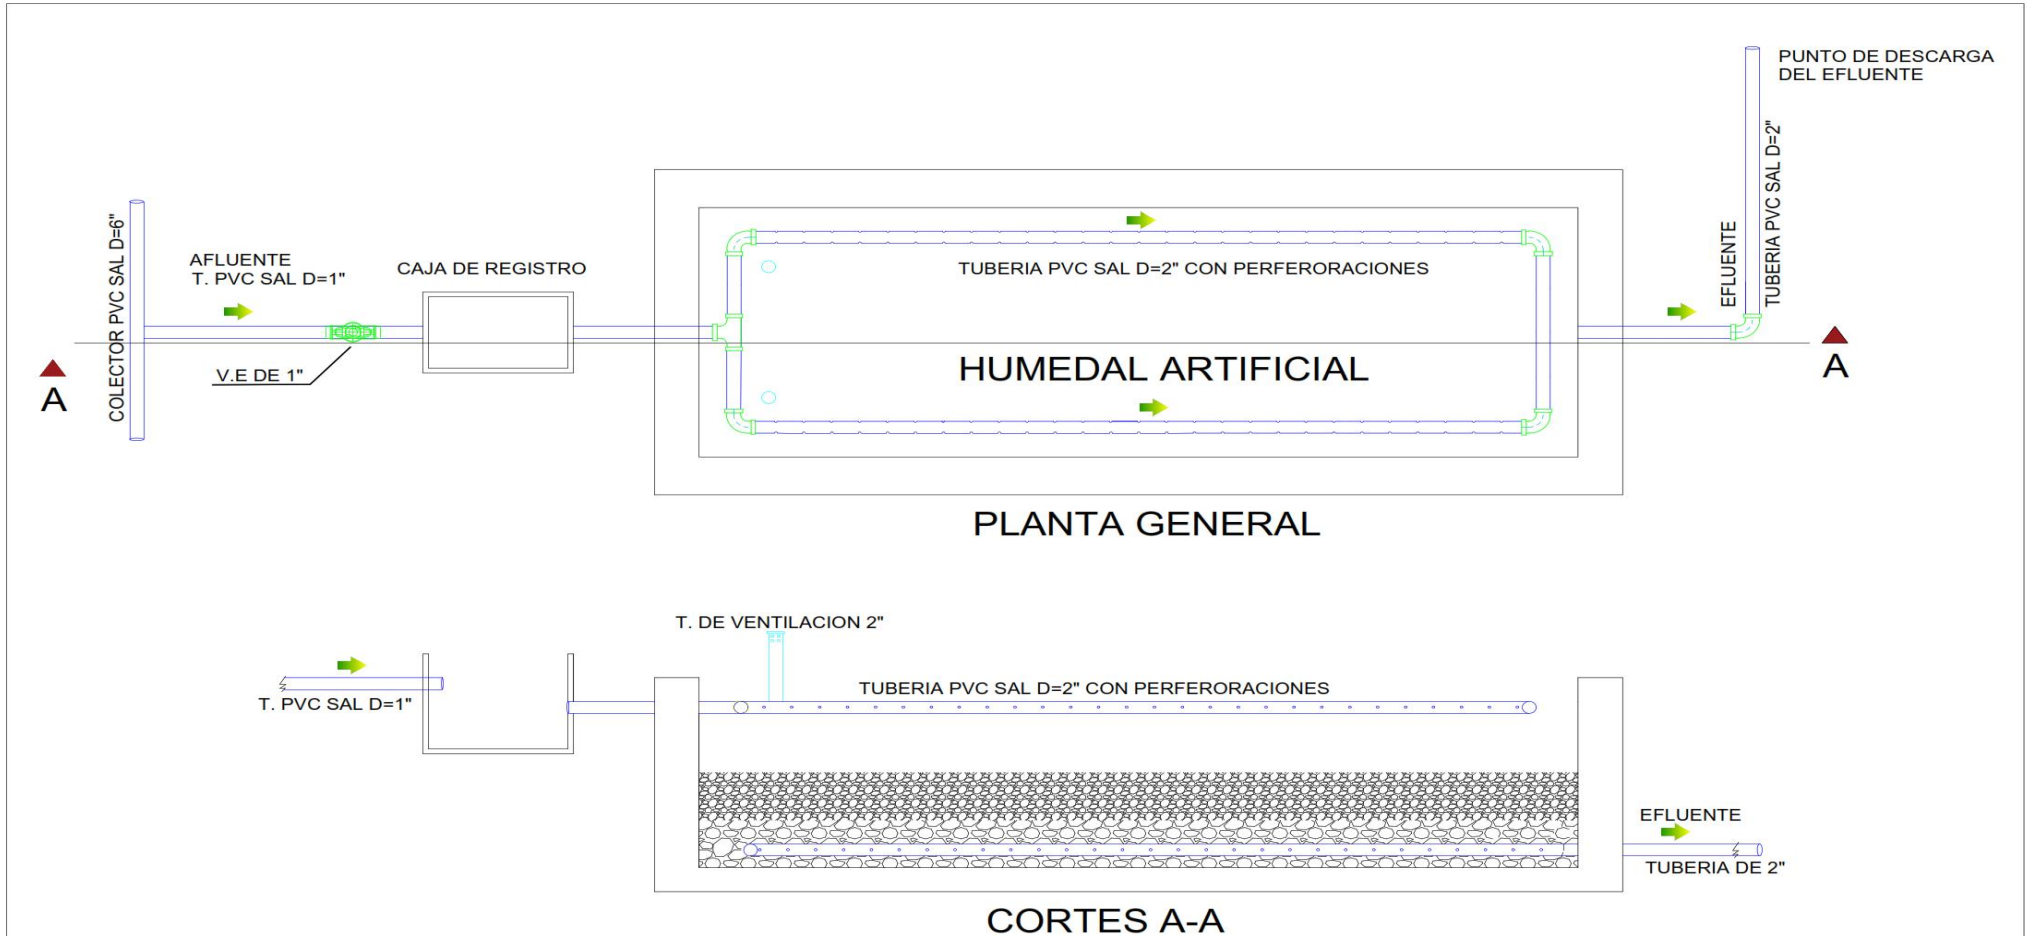 PUNTO DE DESCARGA
DEL EFLUENTE
COLECTOR PVC SAL D=6"
AFLUENTE
T. PVC SAL D=1"
CAJA DE REGISTRO
V.E DE 1"
TUBERIA PVC SAL D=2" CON PERFERORACIONES
HUMEDAL ARTIFICIAL
EFLUENTE
TUBERIA PVC SAL D=2"
A
A
PLANTA GENERAL
T. DE VENTILACION 2"
T. PVC SAL D=1"
TUBERIA PVC SAL D=2" CON PERFERORACIONES
EFLUENTE
TUBERIA DE 2"
CORTES A-A